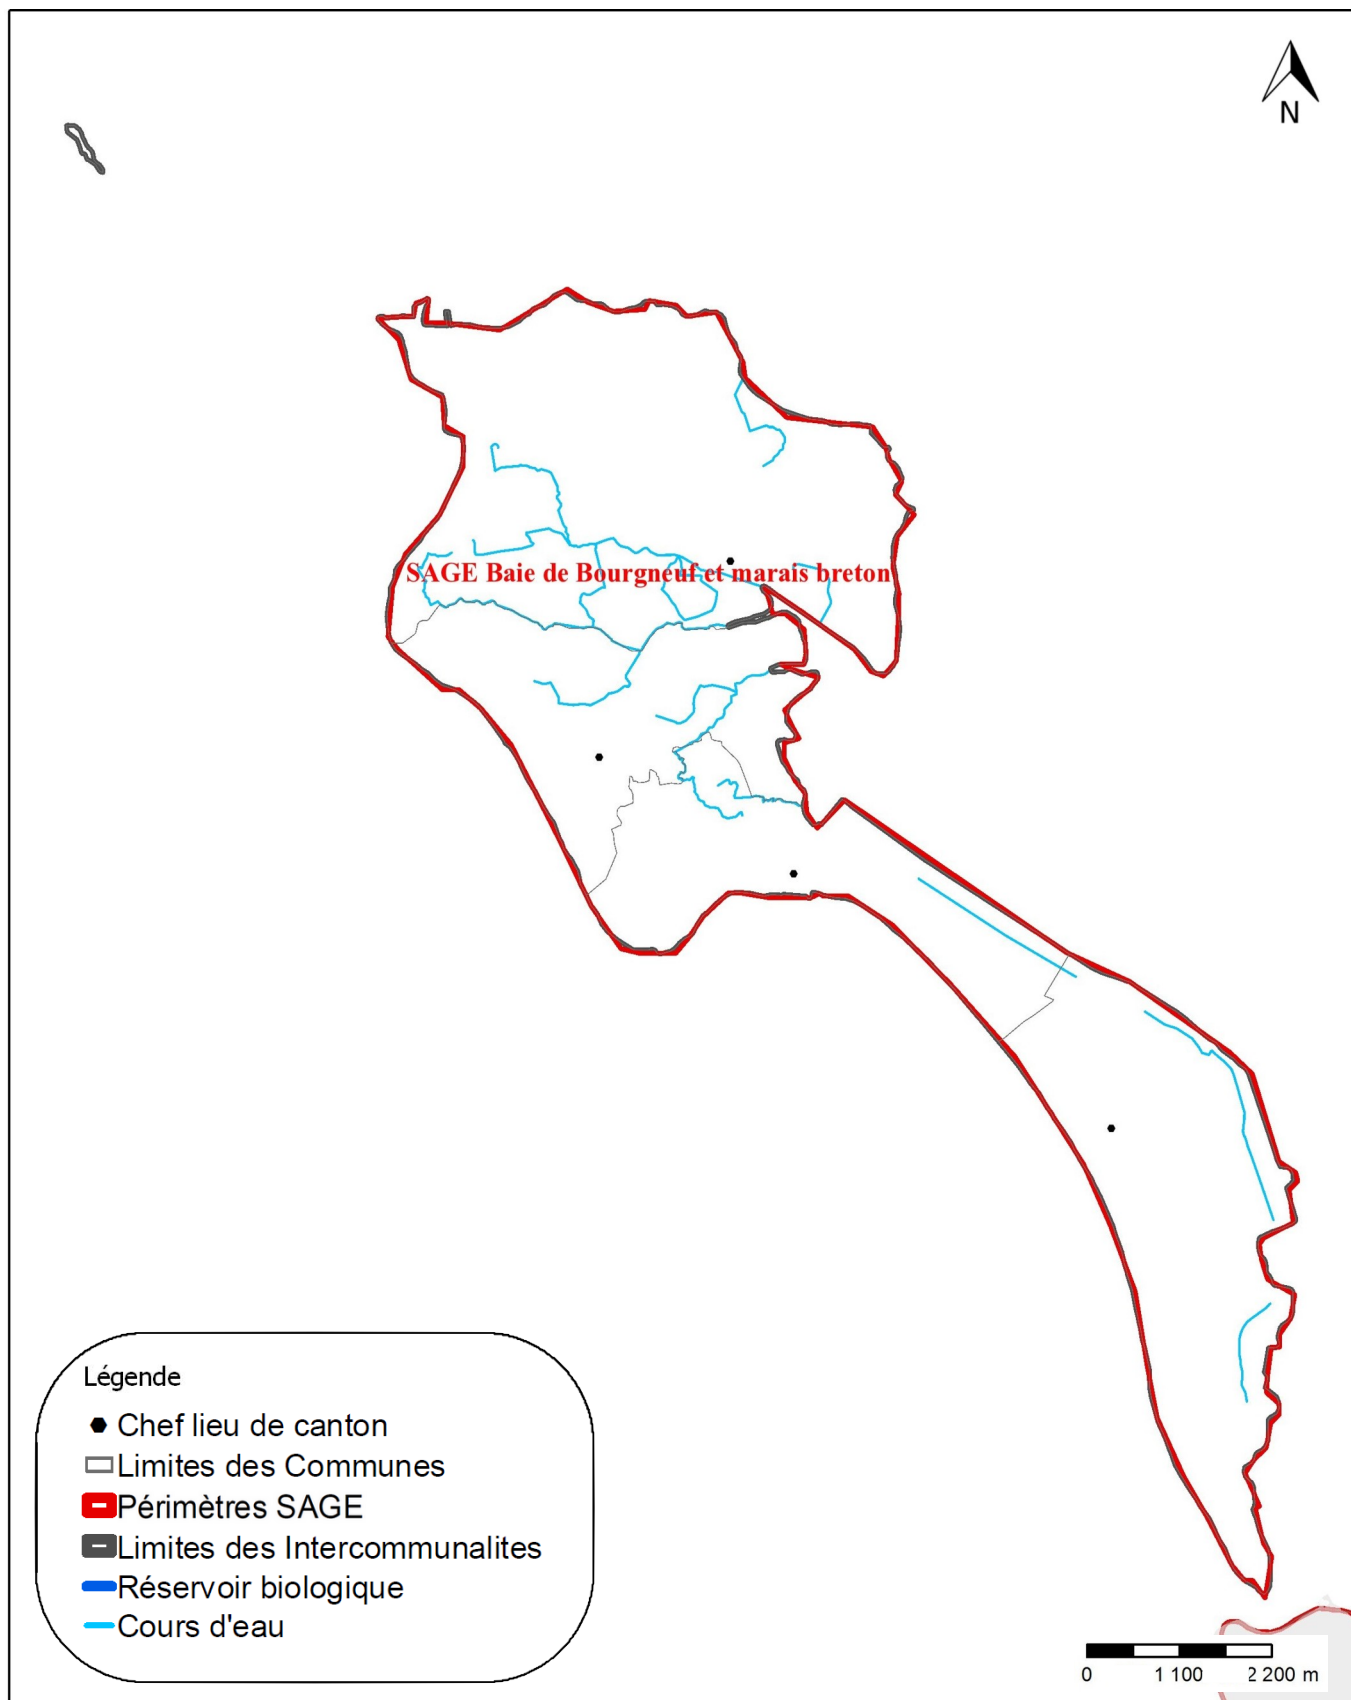 N
SAGE Baie de Bourgneuf et marais breton
Légende
Chef lieu de canton
Limites des Communes
Périmètres SAGE
Limites des Intercommunalites
Réservoir biologique
Cours d'eau
0 1 100 2 200 m